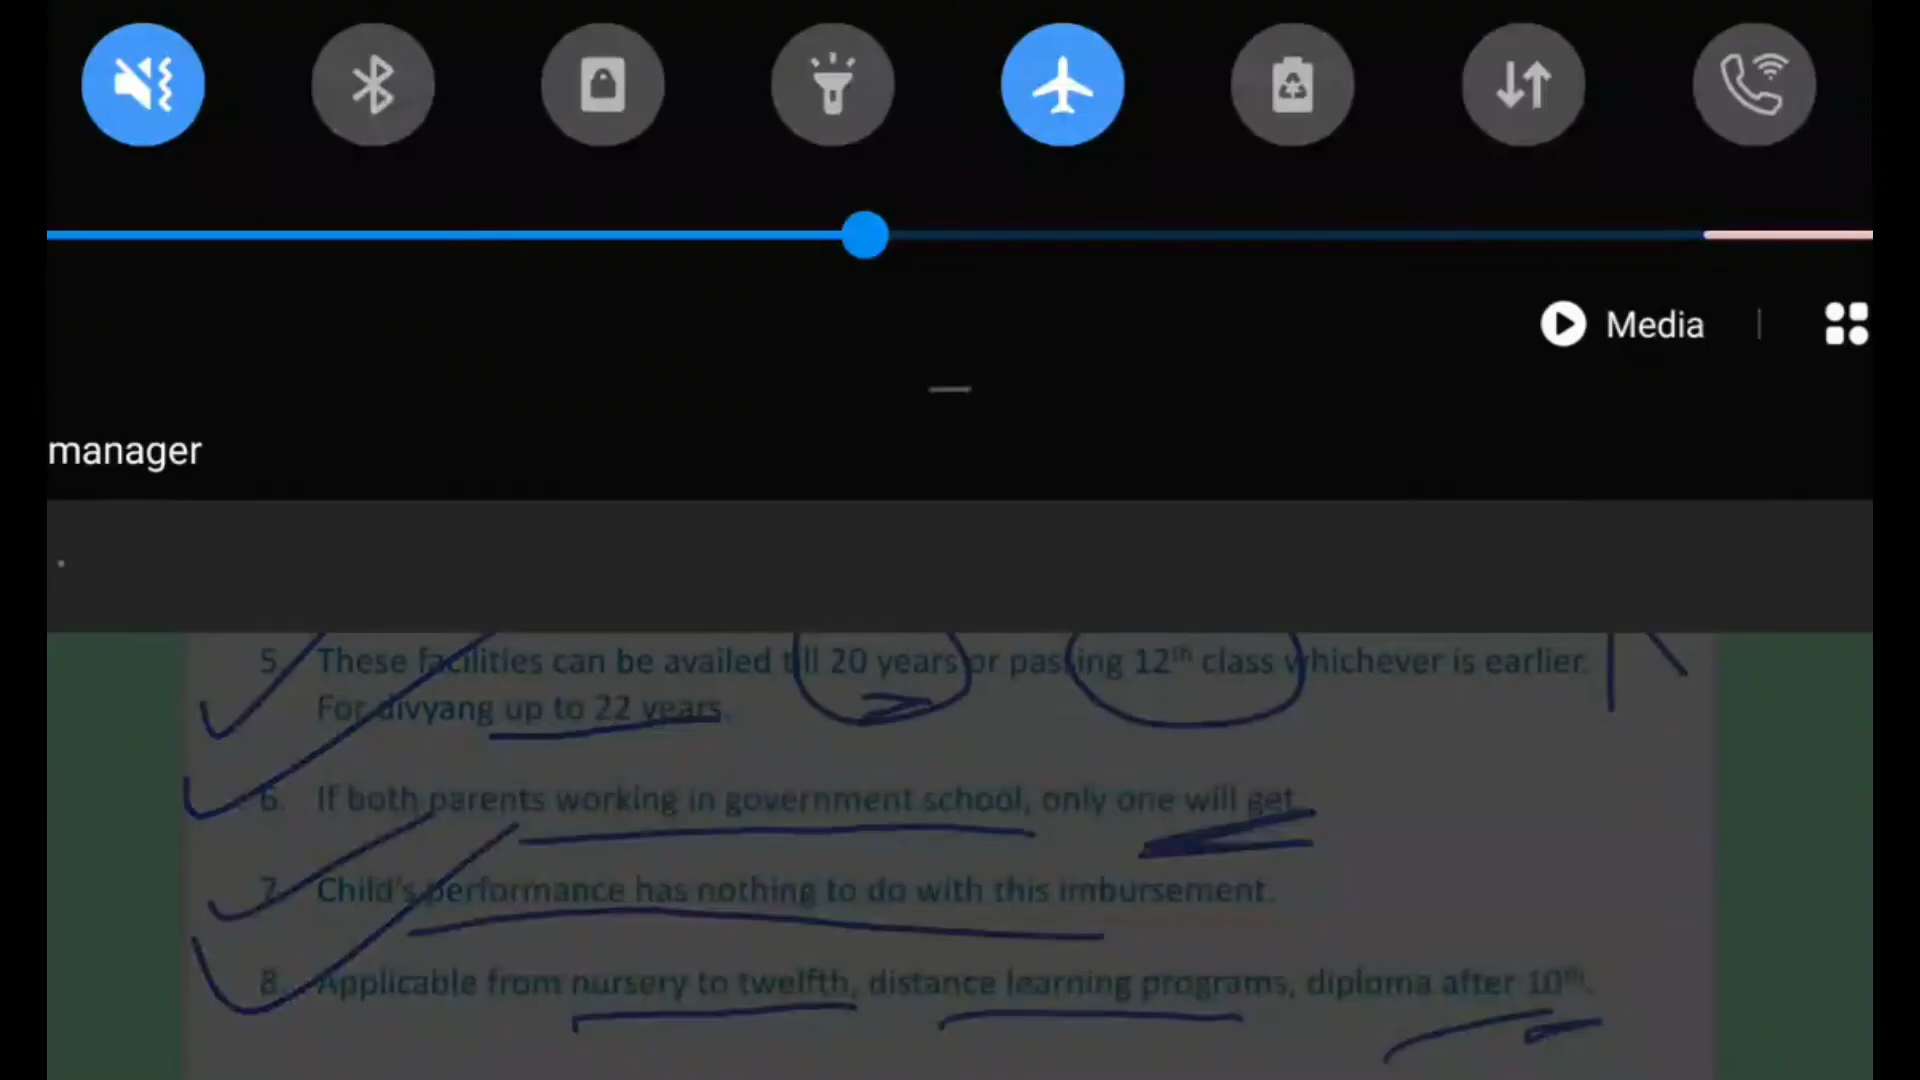 Media
manager
5. These facilities can be availed till 20 years or passing 12th class whichever is earlier.
For divyang up to 22 years.
6. If both parents working in government school, only one will get
7. Child's performance has nothing to do with this imbursement.
8. Applicable from nursery to twelfth, distance learning programs, diploma after 10th.